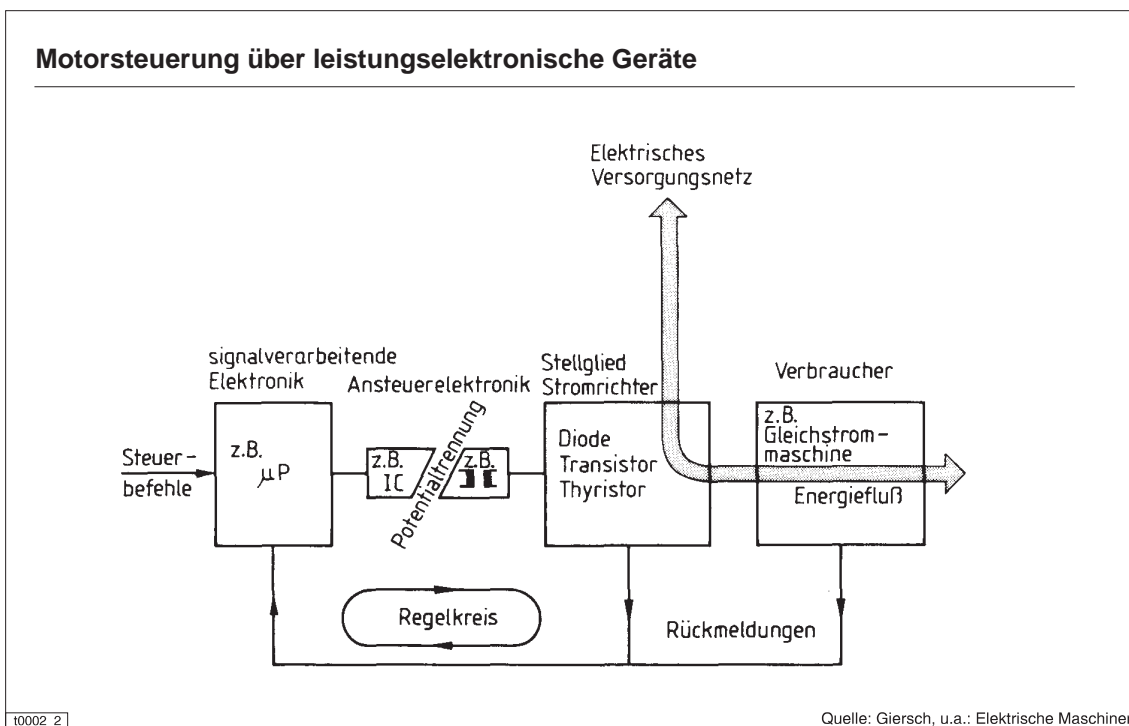 Motorsteuerung über leistungselektronische Geräte
Elektrisches
Versorgungsnetz
signalverarbeitende
Elektronik
Ansteuerelektronik
Stellglied
Stromrichter
Verbraucher
Steuer-
befehle
z.B.
µP
z.B.
IC
Potentialtrennung
z.B.
Diode
Transistor
Thyristor
z.B.
Gleichstrom-
maschine
Energiefluß
Regelkreis
Rückmeldungen
t0002_2
Quelle: Giersch, u.a.: Elektrische Maschinen